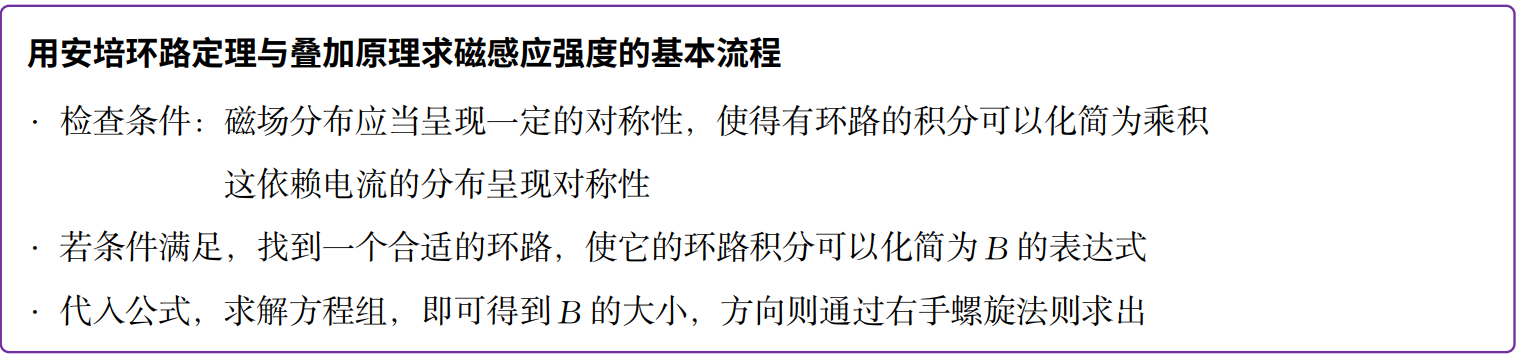 用安培环路定理与叠加原理求磁感应强度的基本流程
· 检查条件：磁场分布应当呈现一定的对称性，使得有环路的积分可以化简为乘积
这依赖电流的分布呈现对称性
· 若条件满足，找到一个合适的环路，使它的环路积分可以化简为 B 的表达式
· 代入公式，求解方程组，即可得到 B 的大小，方向则通过右手螺旋法则求出